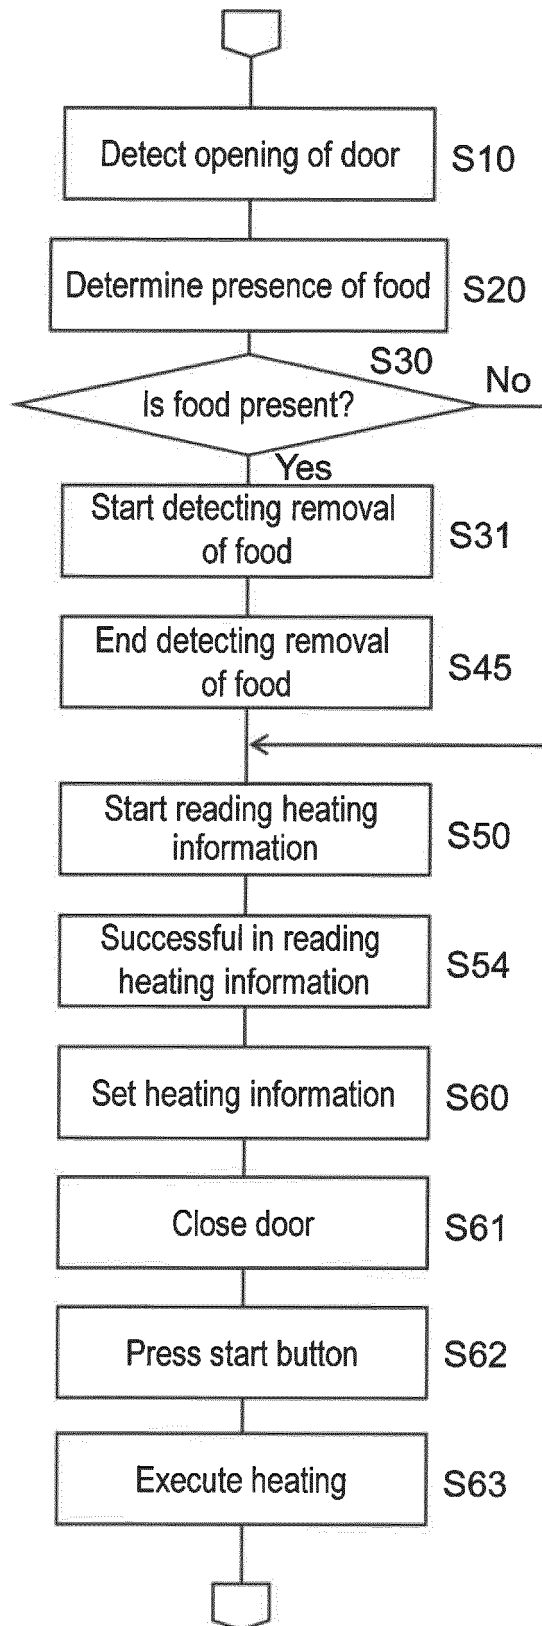 Detect opening of door S10
Determine presence of food S20
S30
Is food present? No
Yes
Start detecting removal
of food S31
End detecting removal
of food S45
Start reading heating
information S50
Successful in reading
heating information S54
Set heating information S60
Close door S61
Press start button S62
Execute heating S63